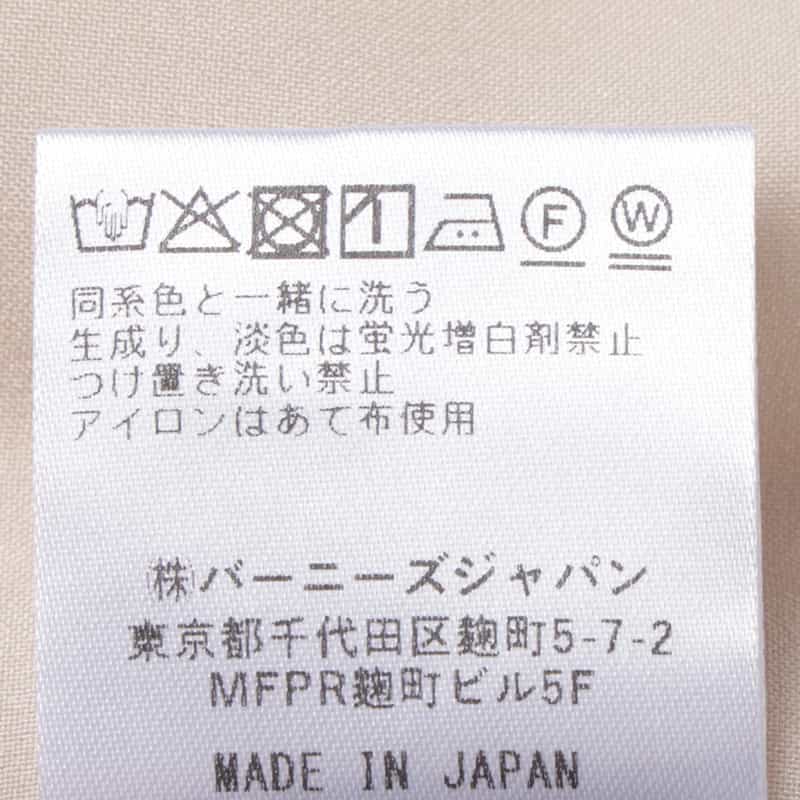 F W
同系色と一緒に洗う
生成り、淡色は蛍光増白剤禁止
つけ置き洗い禁止
アイロンはあて布使用
㈱バーニーズジャパン
東京都千代田区麴町5-7-2
MFPR麴町ビル5F
MADE IN JAPAN